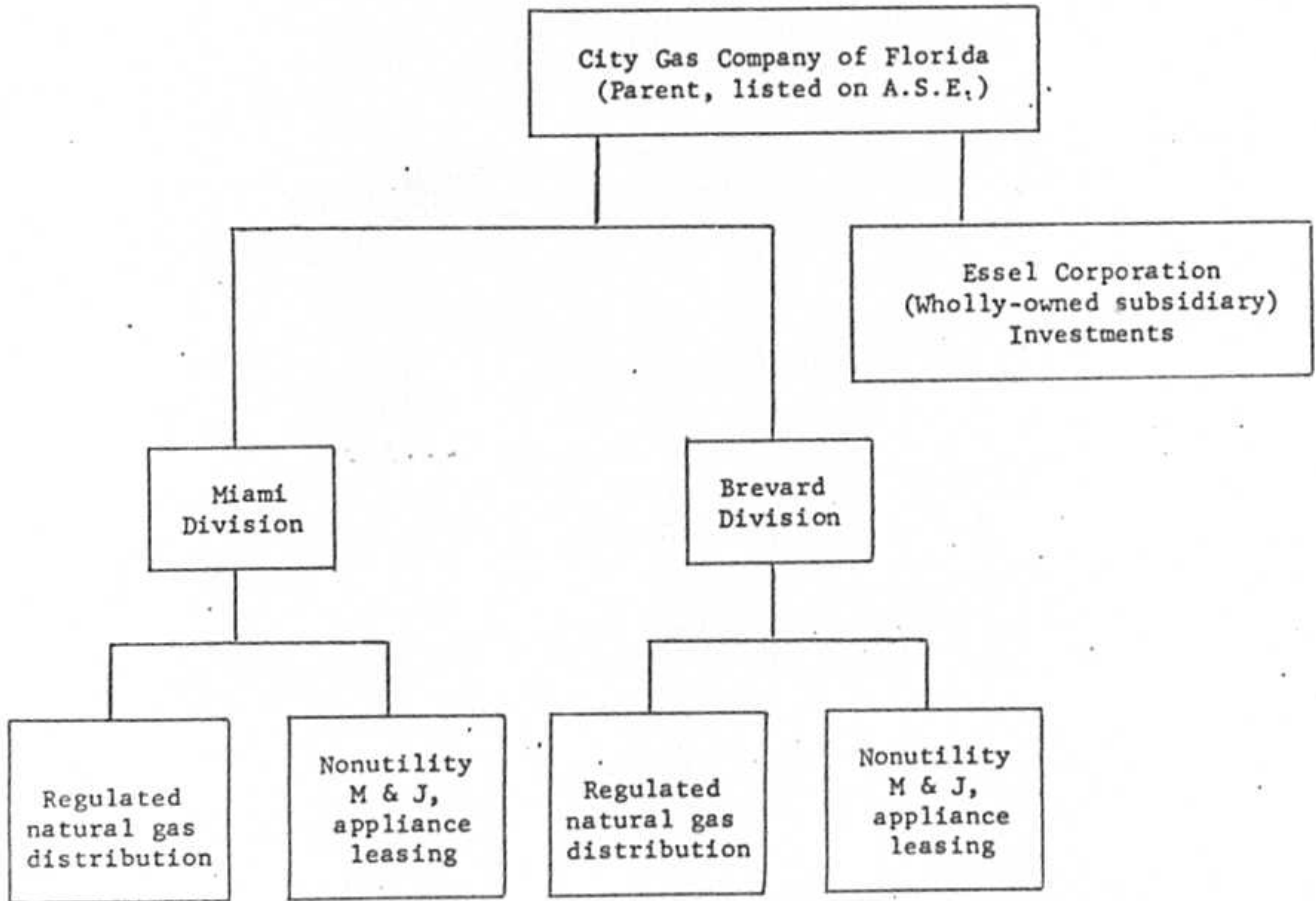 City Gas Company of Florida
(Parent, listed on A.S.E.)
Essel Corporation
(Wholly-owned subsidiary)
Investments
Miami
Division
Brevard
Division
Regulated
natural gas
distribution
Nonutility
M & J,
appliance
leasing
Regulated
natural gas
distribution
Nonutility
M & J,
appliance
leasing